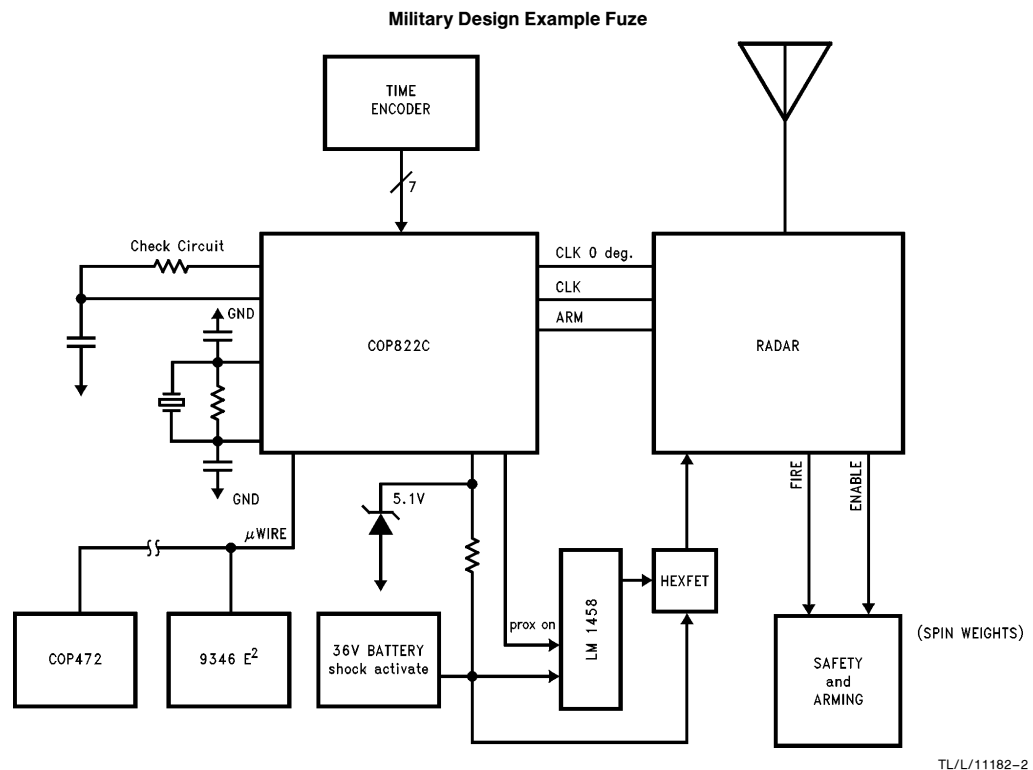 Military Design Example Fuze
TIME
ENCODER
7
Check Circuit
GND
COP822C
CLK 0 deg.
CLK
ARM
RADAR
GND
5.1V
μWIRE
FIRE
ENABLE
COP472
9346 E²
36V BATTERY
shock activate
prox on
LM 1458
HEXFET
SAFETY
and
ARMING
(SPIN WEIGHTS)
TL/L/11182–2